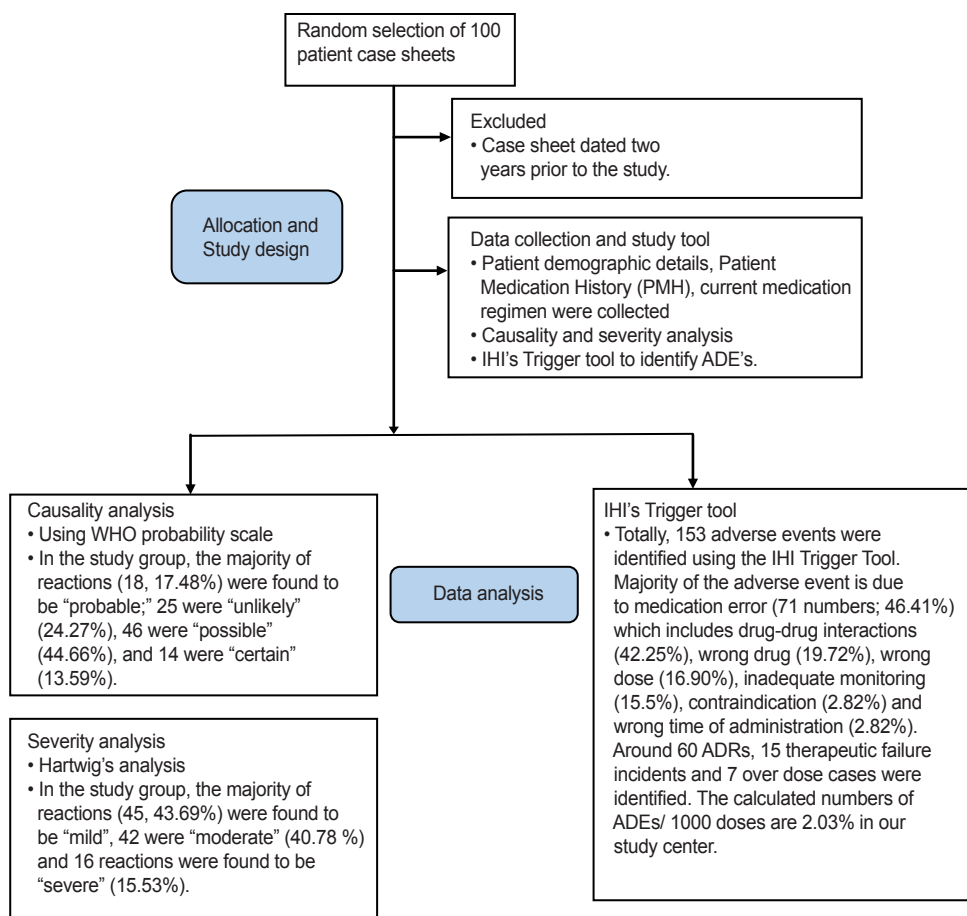 Random selection of 100
patient case sheets
Excluded
• Case sheet dated two
years prior to the study.
Allocation and
Study design
Data collection and study tool
• Patient demographic details, Patient
Medication History (PMH), current medication
regimen were collected
• Causality and severity analysis
• IHI's Trigger tool to identify ADE's.
Causality analysis
• Using WHO probability scale
• In the study group, the majority of
reactions (18, 17.48%) were found to
be “probable;” 25 were “unlikely”
(24.27%), 46 were “possible”
(44.66%), and 14 were “certain”
(13.59%).
Severity analysis
• Hartwig's analysis
• In the study group, the majority of
reactions (45, 43.69%) were found to
be “mild”, 42 were “moderate” (40.78 %)
and 16 reactions were found to be
“severe” (15.53%).
Data analysis
IHI's Trigger tool
• Totally, 153 adverse events were
identified using the IHI Trigger Tool.
Majority of the adverse event is due
to medication error (71 numbers; 46.41%)
which includes drug-drug interactions
(42.25%), wrong drug (19.72%), wrong
dose (16.90%), inadequate monitoring
(15.5%), contraindication (2.82%) and
wrong time of administration (2.82%).
Around 60 ADRs, 15 therapeutic failure
incidents and 7 over dose cases were
identified. The calculated numbers of
ADEs/ 1000 doses are 2.03% in our
study center.